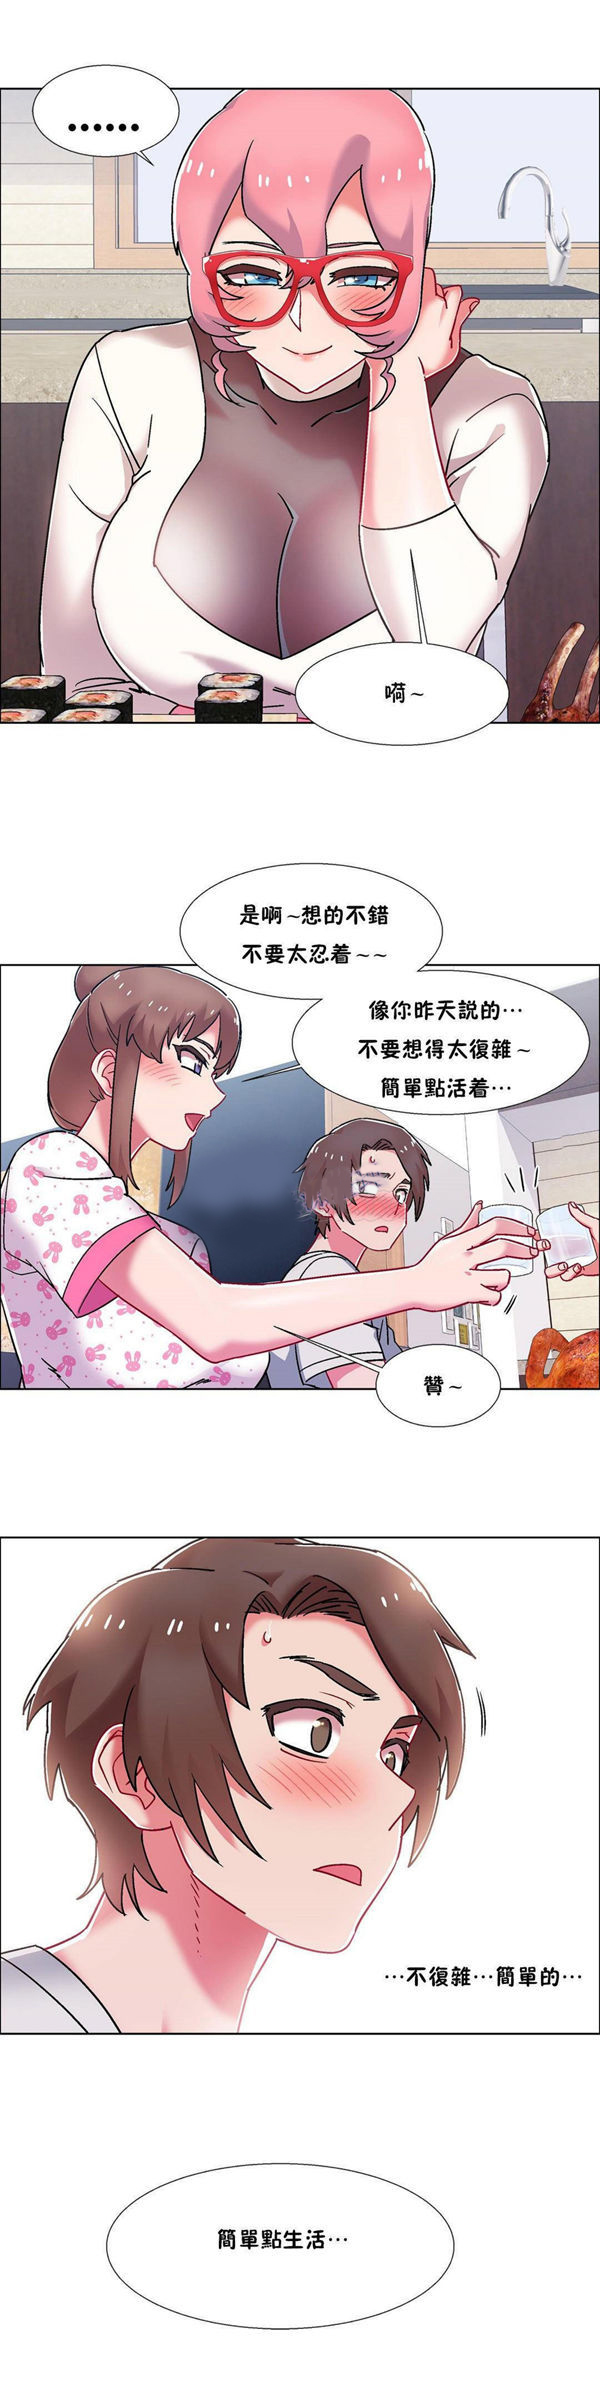 ••••••
嗬~
是啊~想的不錯
不要太忍着~~
像你昨天說的…
不要想得太復雜~
簡單點活着…
贊~
…不復雜…簡單的…
簡單點生活…